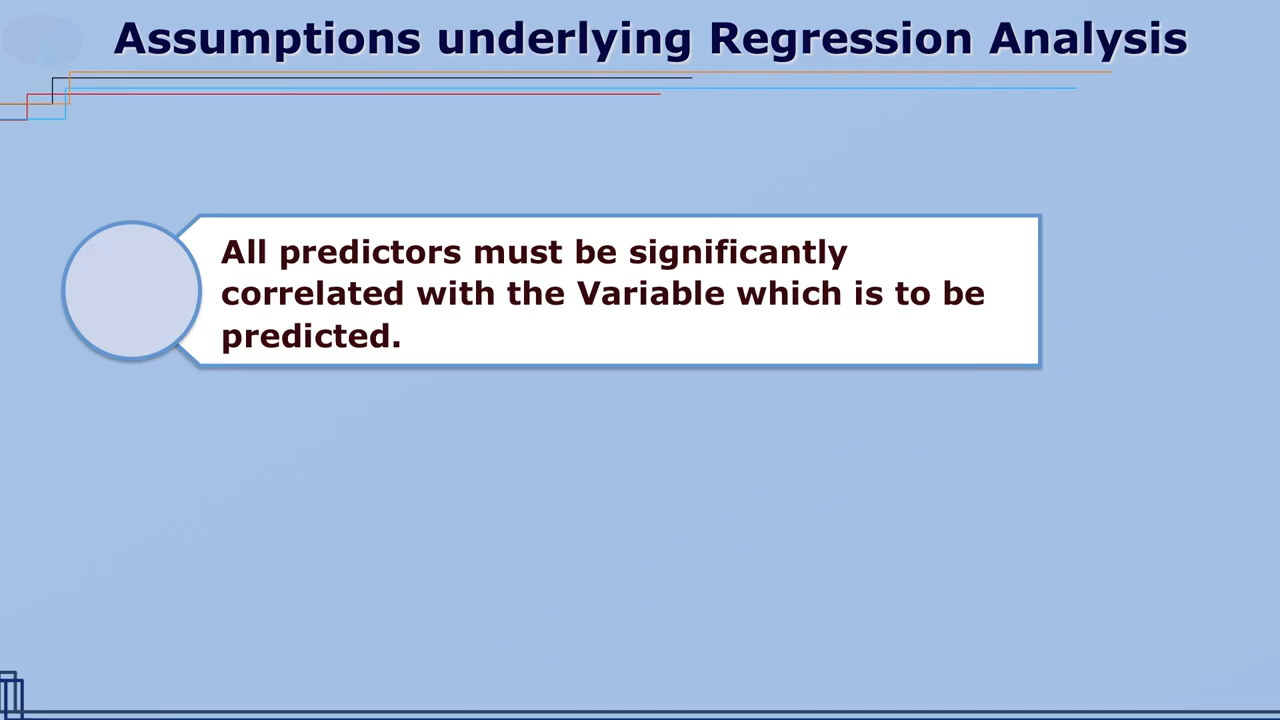 Assumptions underlying Regression Analysis
All predictors must be significantly
correlated with the Variable which is to be
predicted.